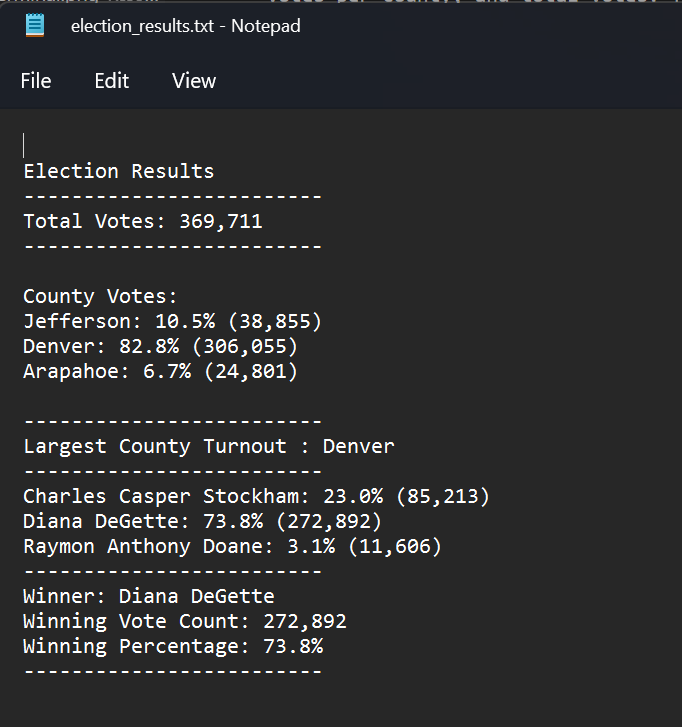 election_results.txt - Notepad
File Edit View
Election Results
-------------------------
Total Votes: 369,711
-------------------------
County Votes:
Jefferson: 10.5% (38,855)
Denver: 82.8% (306,055)
Arapahoe: 6.7% (24,801)
-------------------------
Largest County Turnout : Denver
-------------------------
Charles Casper Stockham: 23.0% (85,213)
Diana DeGette: 73.8% (272,892)
Raymon Anthony Doane: 3.1% (11,606)
-------------------------
Winner: Diana DeGette
Winning Vote Count: 272,892
Winning Percentage: 73.8%
-------------------------